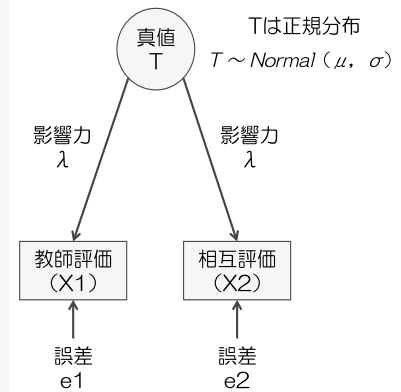 真値
T
Tは正規分布
T ~ Normal（μ，σ）
影響力
λ
影響力
λ
教師評価
（X1）
相互評価
（X2）
誤差
e1
誤差
e2